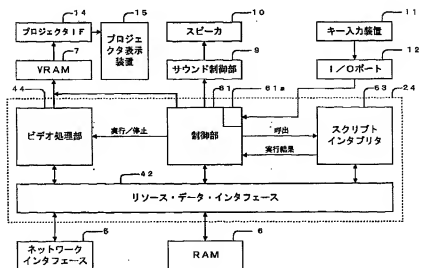 14
15
10
11
プロジェクタIF
プロジェ
クタ表示
装置
スピーカ
キー入力装置
7
9
12
VRAM
サウンド制御部
I/Oポート
44
61
61a
63
24
ビデオ処理部
実行/停止
制御部
呼出
実行結果
スクリプト
インタプリタ
42
リソース・データ・インタフェース
5
6
ネットワーク
インタフェース
RAM